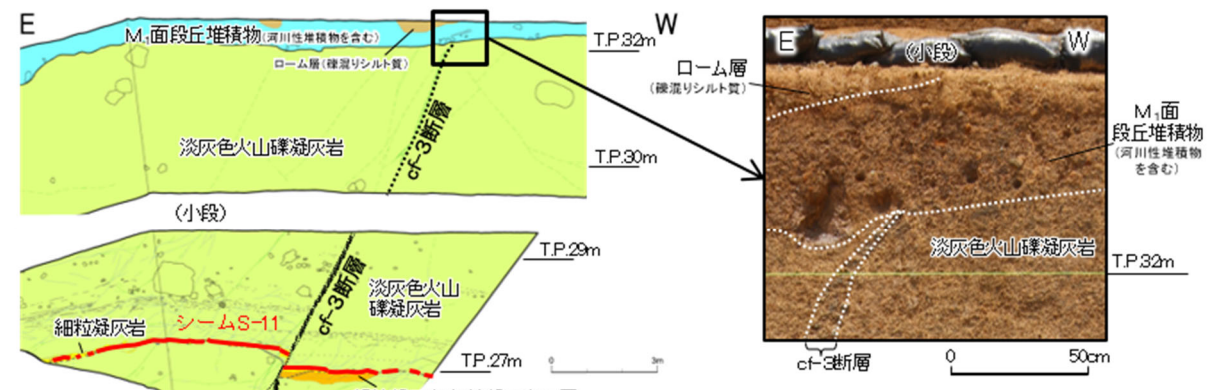 E
M₁面段丘堆積物(河川性堆積物を含む)
ローム層(礫混りシルト質)
T.P.32m
W
cf-3断層
淡灰色火山礫凝灰岩
T.P.30m
(小段)
T.P.29m
cf-3断層
淡灰色火山
礫凝灰岩
細粒凝灰岩
シームS-11
T.P.27m
0
3m
E
(小段)
W
ローム層
(礫混りシルト質)
M₁面
段丘堆積物
(河川性堆積物
を含む)
淡灰色火山礫凝灰岩
T.P.32m
cf-3断層
0
50cm